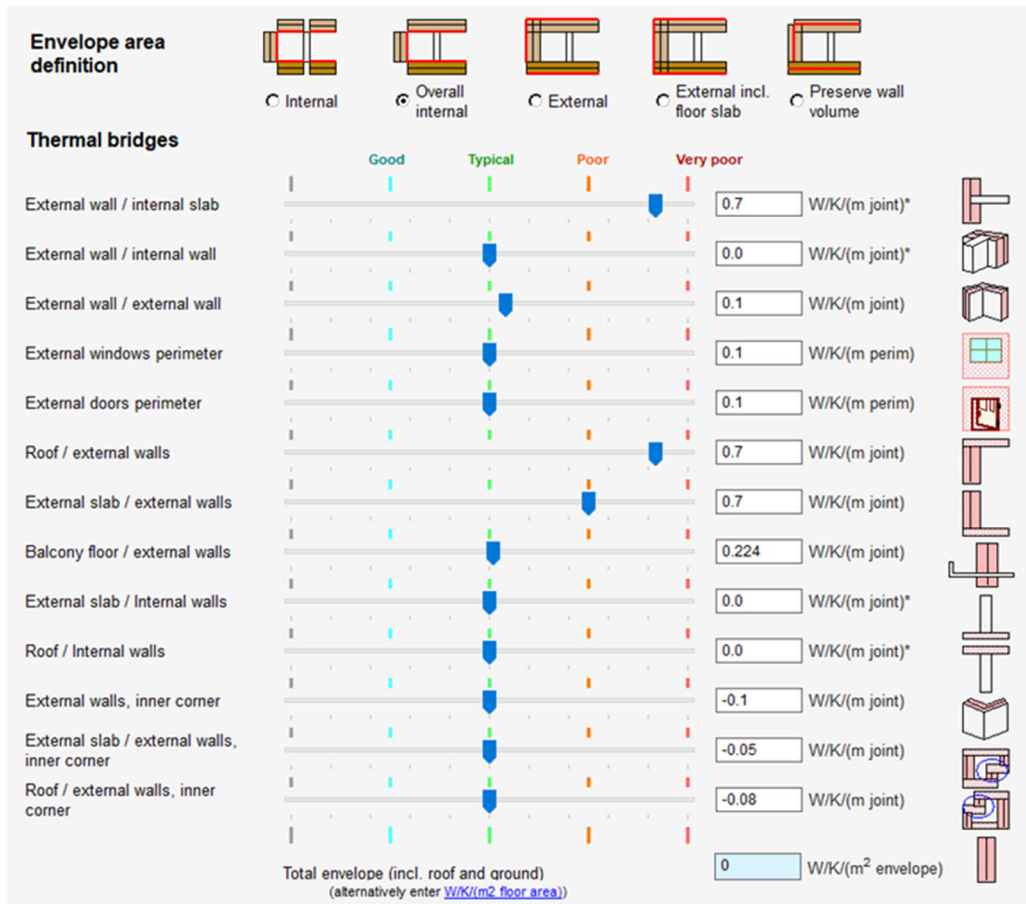 Envelope area
definition
Internal
Overall
internal
External
External incl.
floor slab
Preserve wall
volume
Thermal bridges
Good Typical Poor Very poor
External wall / internal slab 0.7 W/K/(m joint)*
External wall / internal wall 0.0 W/K/(m joint)*
External wall / external wall 0.1 W/K/(m joint)
External windows perimeter 0.1 W/K/(m perim)
External doors perimeter 0.1 W/K/(m perim)
Roof / external walls 0.7 W/K/(m joint)
External slab / external walls 0.7 W/K/(m joint)
Balcony floor / external walls 0.224 W/K/(m joint)
External slab / Internal walls 0.0 W/K/(m joint)*
Roof / Internal walls 0.0 W/K/(m joint)*
External walls, inner corner -0.1 W/K/(m joint)
External slab / external walls,
inner corner -0.05 W/K/(m joint)
Roof / external walls, inner
corner -0.08 W/K/(m joint)
Total envelope (incl. roof and ground) 0 W/K/(m² envelope)
(alternatively enter W/K/(m2 floor area))